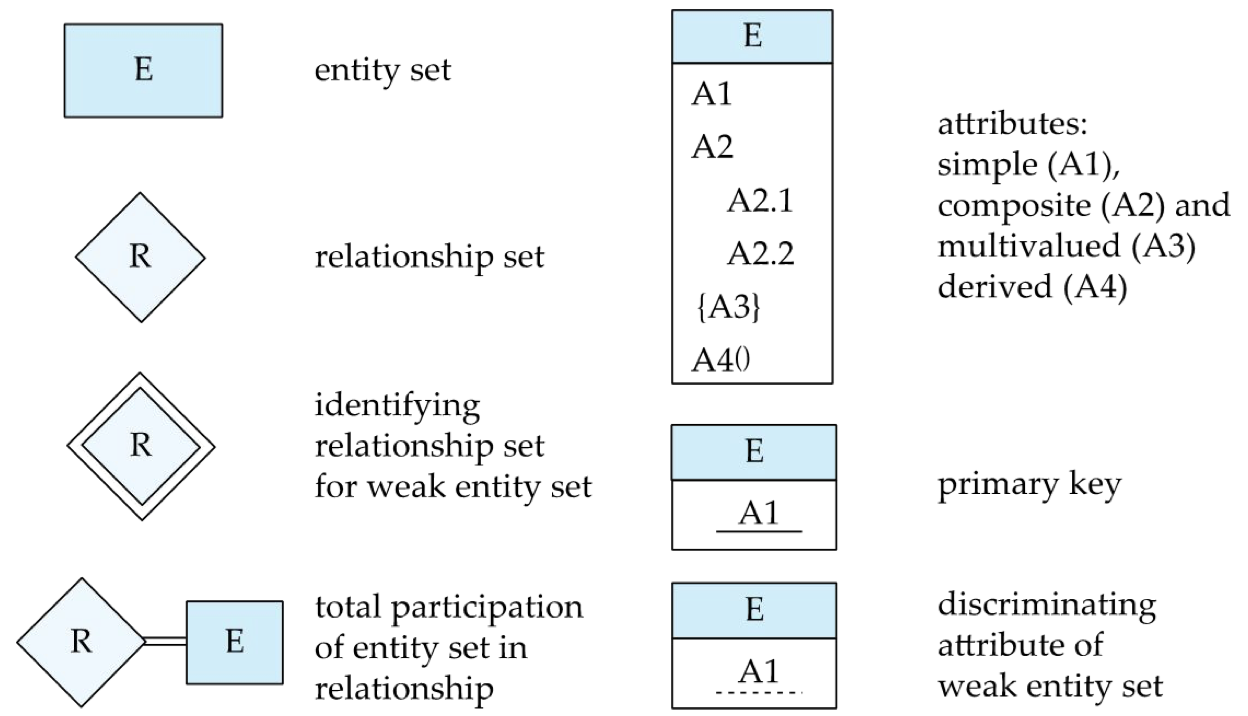 E
entity set
R
relationship set
R
identifying
relationship set
for weak entity set
R
E
total participation
of entity set in
relationship
E
A1
A2
A2.1
A2.2
{A3}
A4()
attributes:
simple (A1),
composite (A2) and
multivalued (A3)
derived (A4)
E
A1
primary key
E
A1
discriminating
attribute of
weak entity set